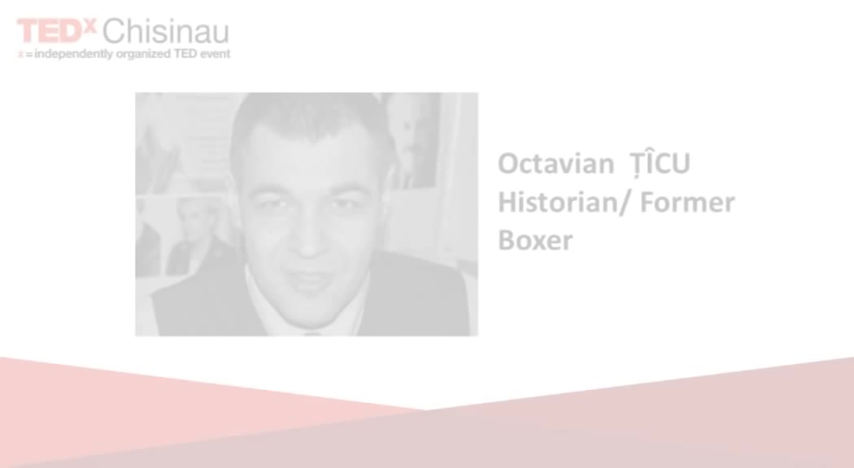 TEDx Chisinau
x = independently organized TED event
Octavian ȚÎCU
Historian/ Former
Boxer